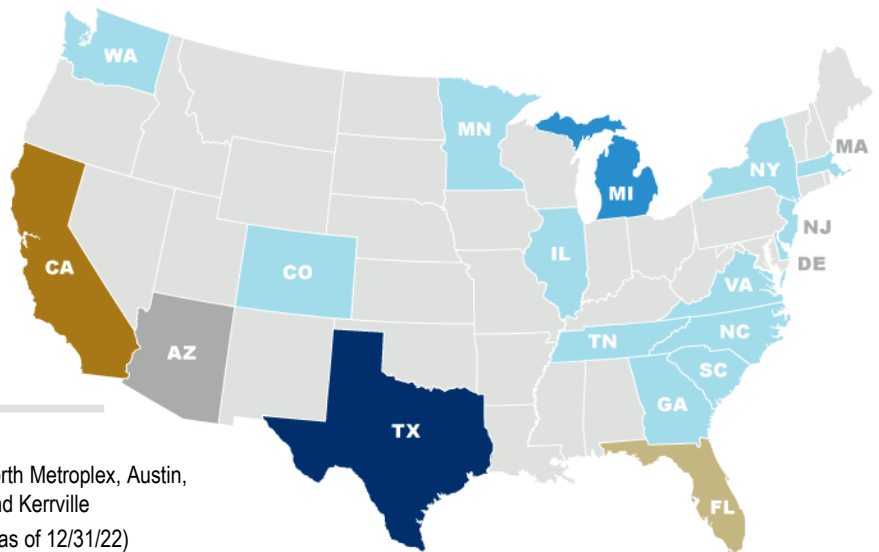 WA
MN
MI
NY
MA
NJ
DE
IL
CO
CA
VA
AZ
TN
NC
SC
GA
TX
FL
rth Metroplex, Austin,
nd Kerrville
as of 12/31/22)